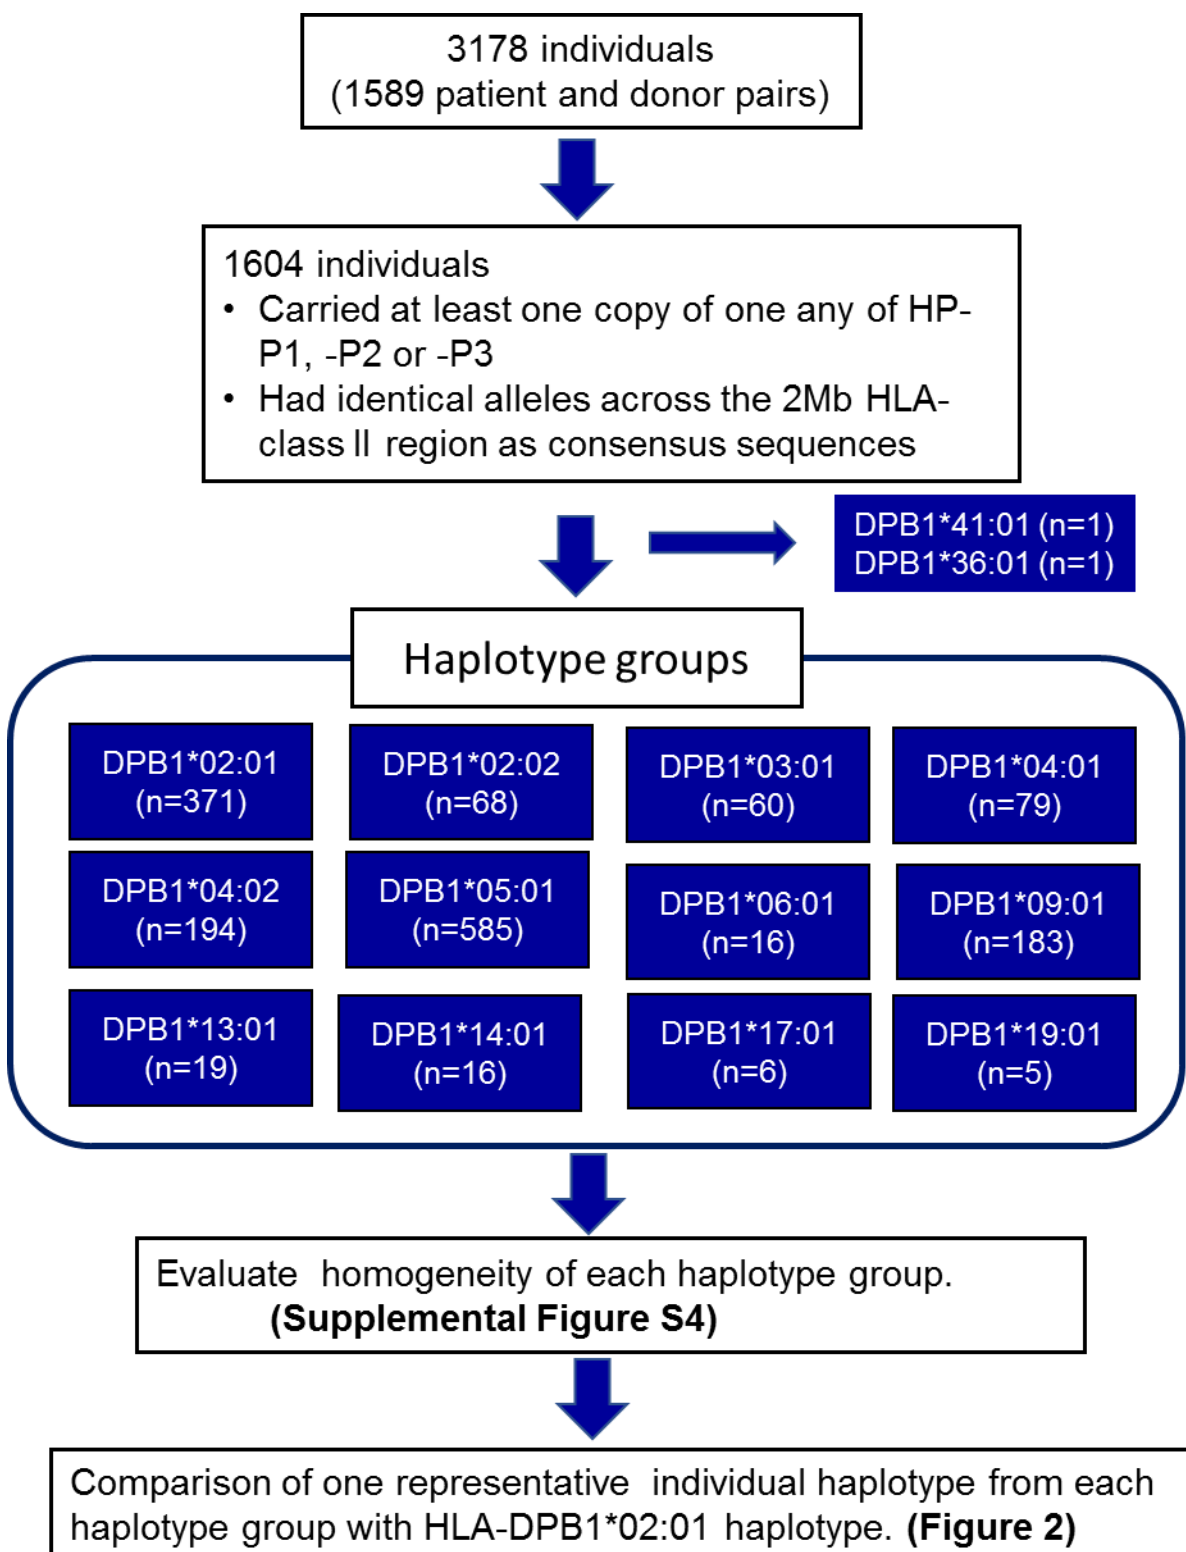 3178 individuals
(1589 patient and donor pairs)
1604 individuals
• Carried at least one copy of one any of HP-
P1, -P2 or -P3
• Had identical alleles across the 2Mb HLA-
class II region as consensus sequences
DPB1*41:01 (n=1)
DPB1*36:01 (n=1)
Haplotype groups
DPB1*02:01
(n=371)
DPB1*02:02
(n=68)
DPB1*03:01
(n=60)
DPB1*04:01
(n=79)
DPB1*04:02
(n=194)
DPB1*05:01
(n=585)
DPB1*06:01
(n=16)
DPB1*09:01
(n=183)
DPB1*13:01
(n=19)
DPB1*14:01
(n=16)
DPB1*17:01
(n=6)
DPB1*19:01
(n=5)
Evaluate  homogeneity of each haplotype group.
(Supplemental Figure S4)
Comparison of one representative  individual haplotype from each
haplotype group with HLA-DPB1*02:01 haplotype. (Figure 2)